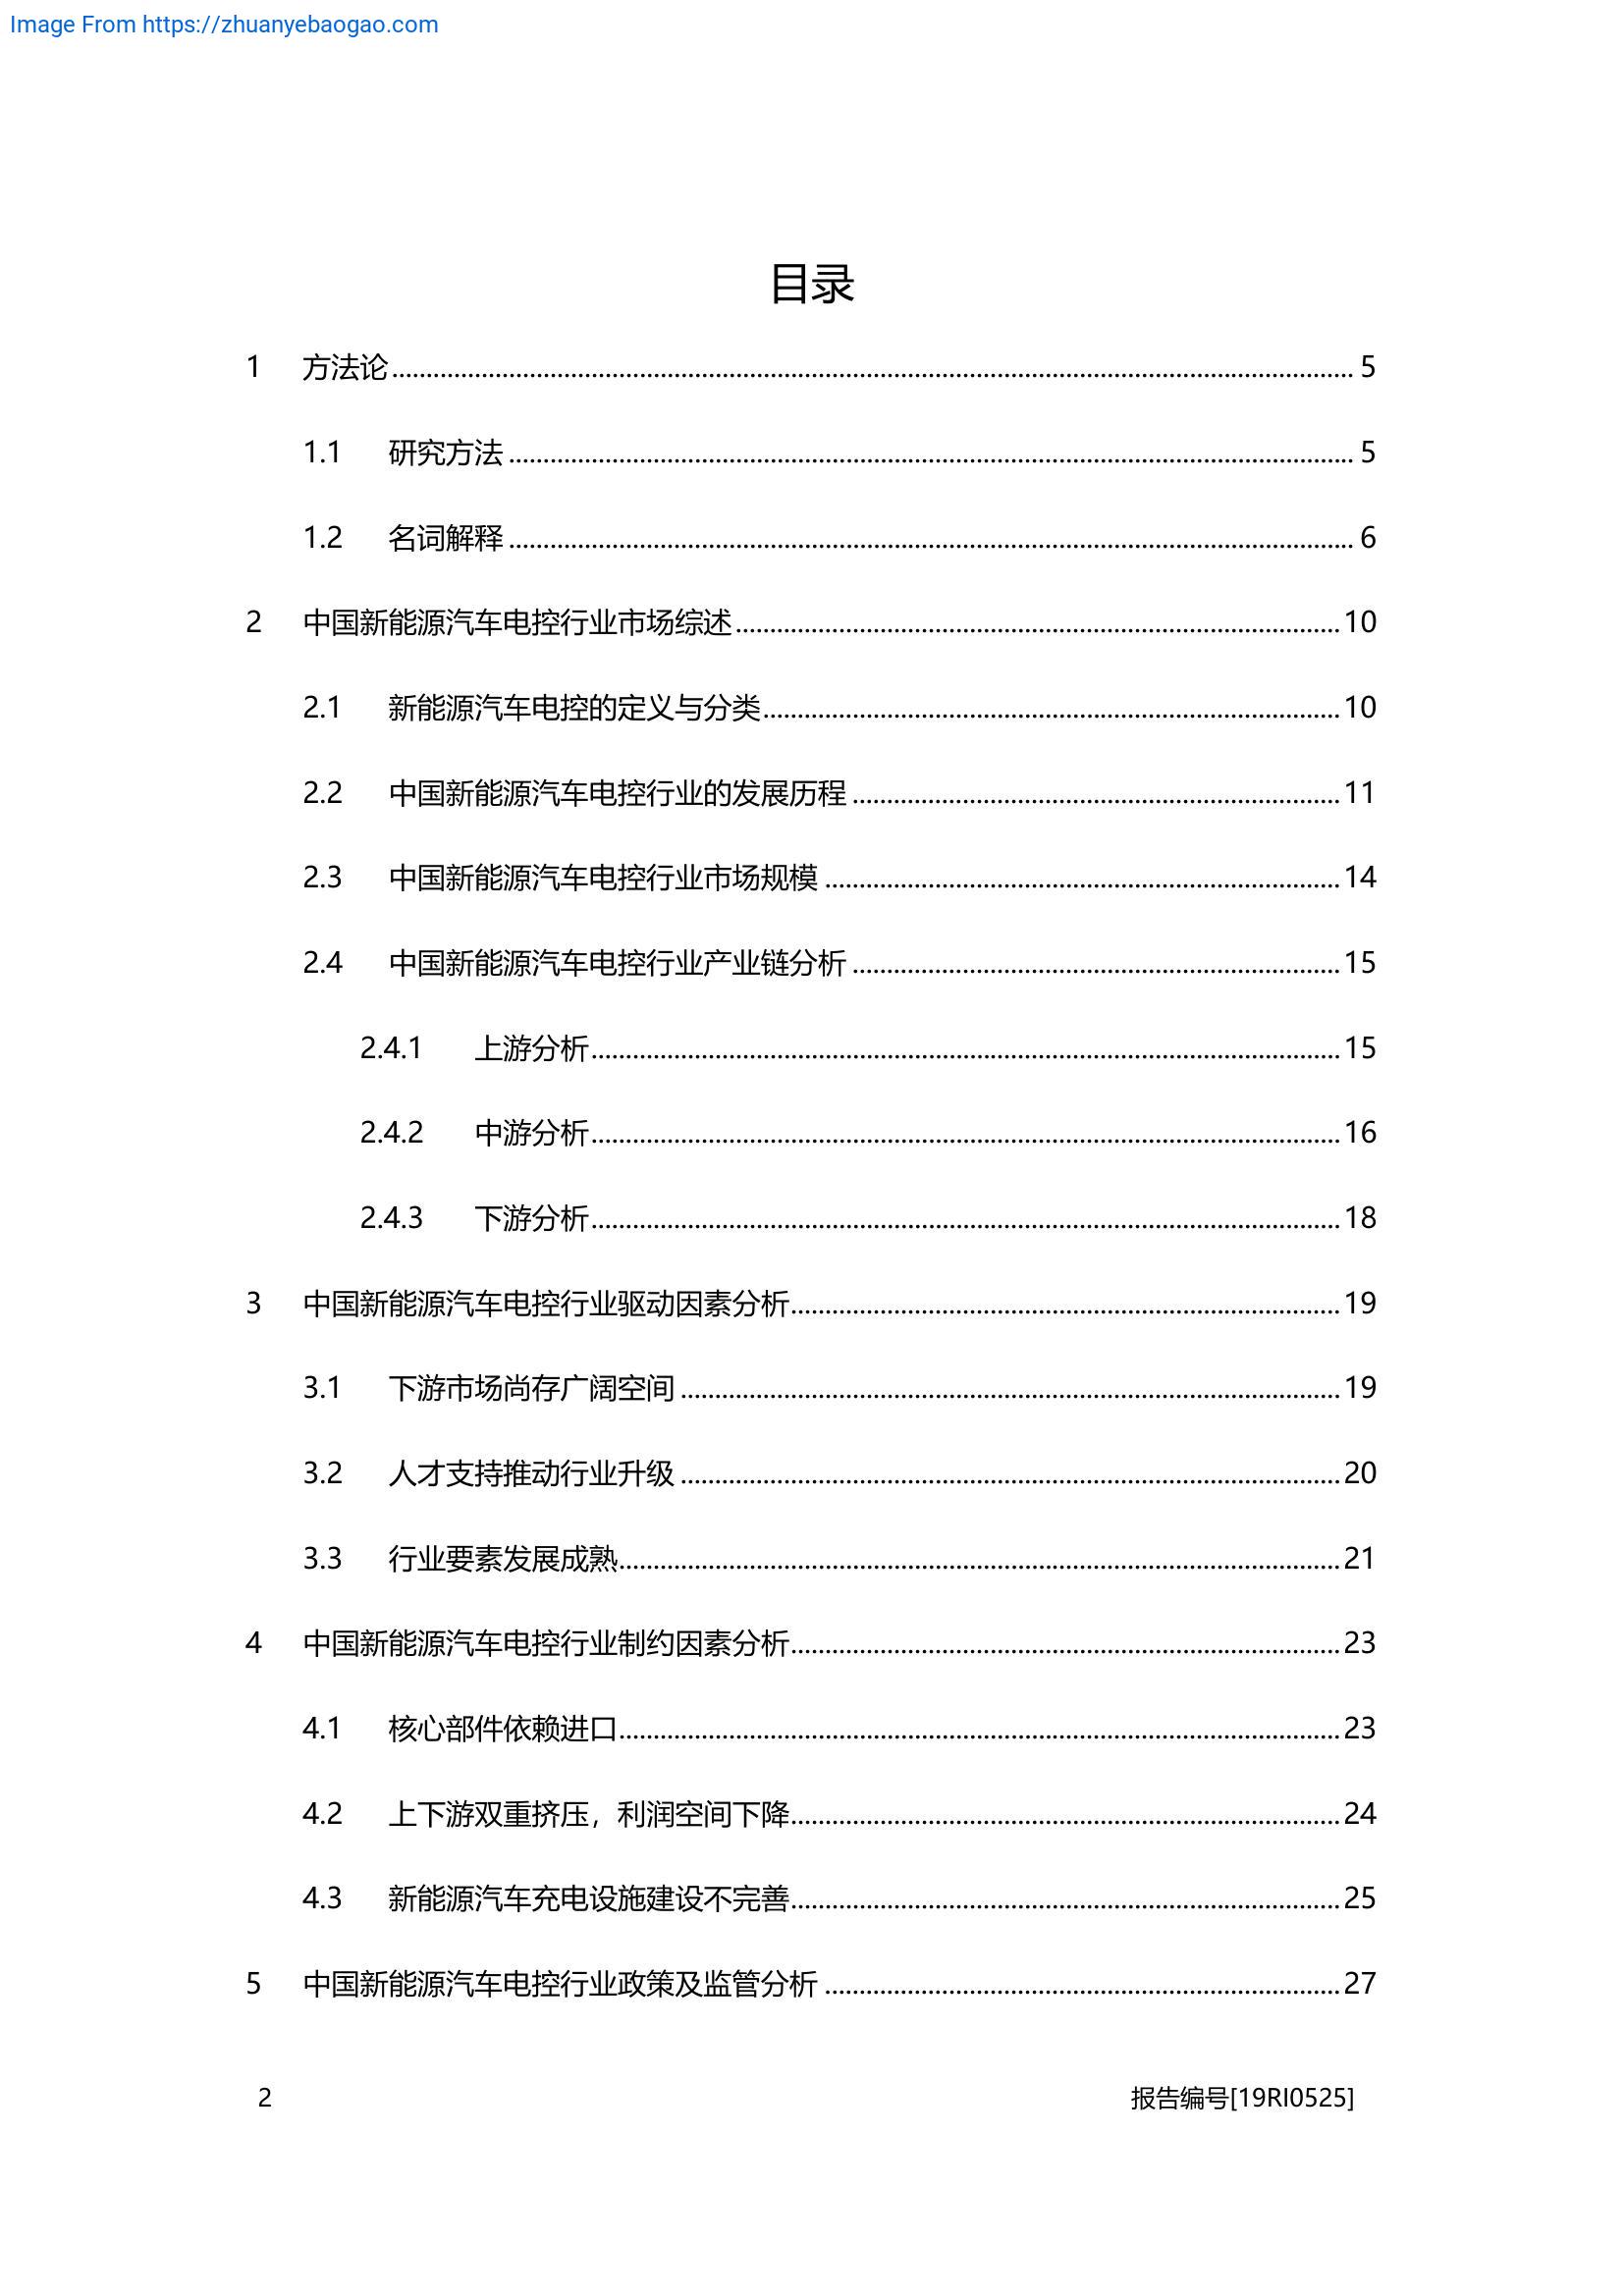 Image From https://zhuanyebaogao.com
目录
1 方法论 5
1.1 研究方法 5
1.2 名词解释 6
2 中国新能源汽车电控行业市场综述 10
2.1 新能源汽车电控的定义与分类 10
2.2 中国新能源汽车电控行业的发展历程 11
2.3 中国新能源汽车电控行业市场规模 14
2.4 中国新能源汽车电控行业产业链分析 15
2.4.1 上游分析 15
2.4.2 中游分析 16
2.4.3 下游分析 18
3 中国新能源汽车电控行业驱动因素分析 19
3.1 下游市场尚存广阔空间 19
3.2 人才支持推动行业升级 20
3.3 行业要素发展成熟 21
4 中国新能源汽车电控行业制约因素分析 23
4.1 核心部件依赖进口 23
4.2 上下游双重挤压，利润空间下降 24
4.3 新能源汽车充电设施建设不完善 25
5 中国新能源汽车电控行业政策及监管分析 27
2 报告编号[19RI0525]